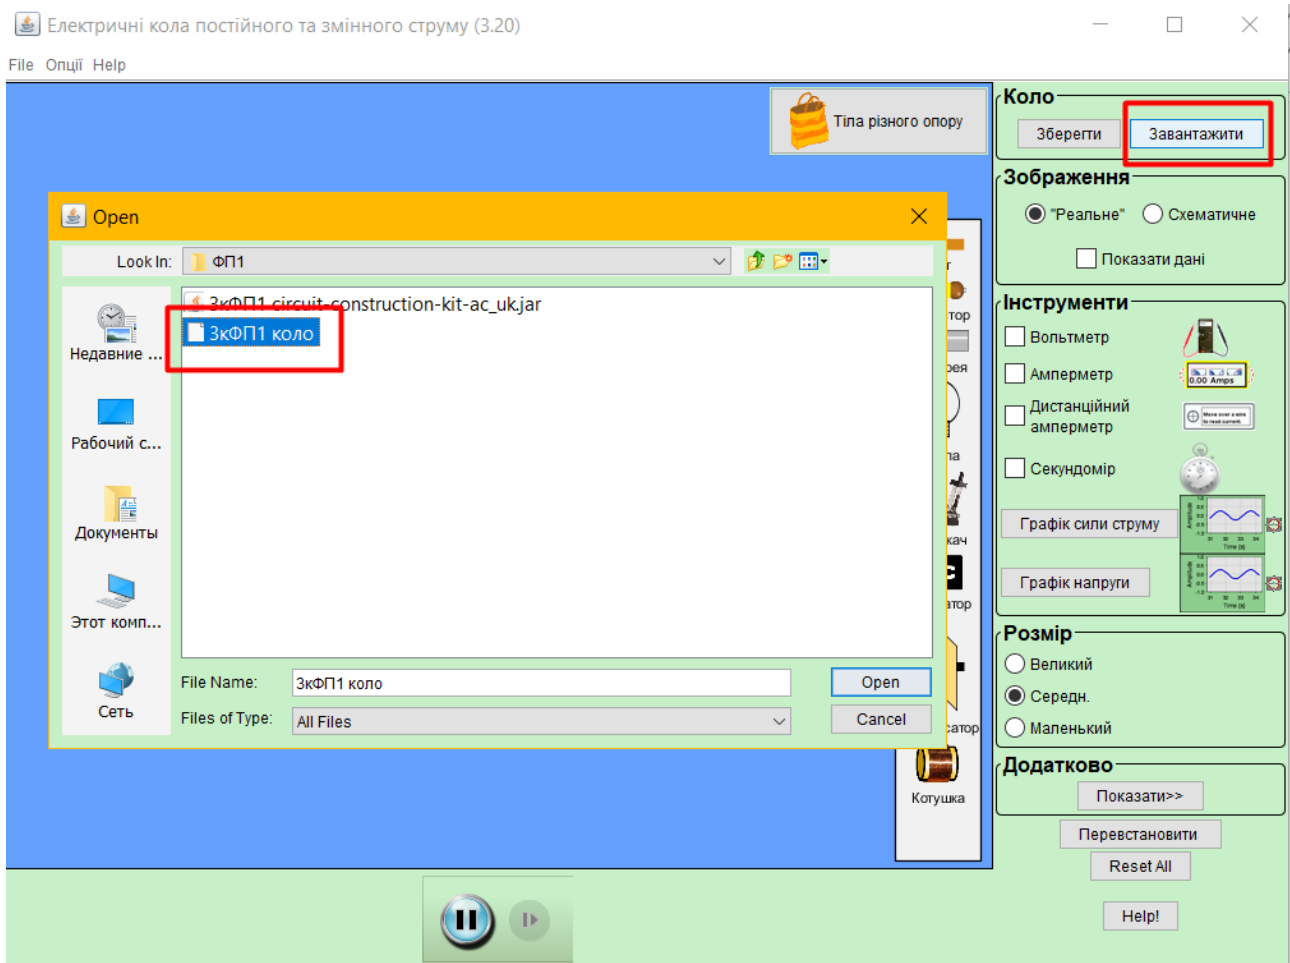 Електричні кола постійного та змінного струму (3.20)
File Опції Help
Тіла різного опору
Коло
Зберегти Завантажити
Зображення
"Реальне" Схематичне
Показати дані
Open
Look In: ФП1
3кФП1 circuit-construction-kit-ac_uk.jar
3кФП1 коло
Недавние ...
Рабочий с...
Документы
Этот комп...
Сеть
File Name: 3кФП1 коло Open
Files of Type: All Files Cancel
Котушка
Інструменти
Вольтметр
Амперметр
0.00 Amps
Дистанційний
амперметр
Секундомір
Графік сили струму
Графік напруги
Розмір
Великий
Середн.
Маленький
Додатково
Показати>>
Перевстановити
Reset All
Help!